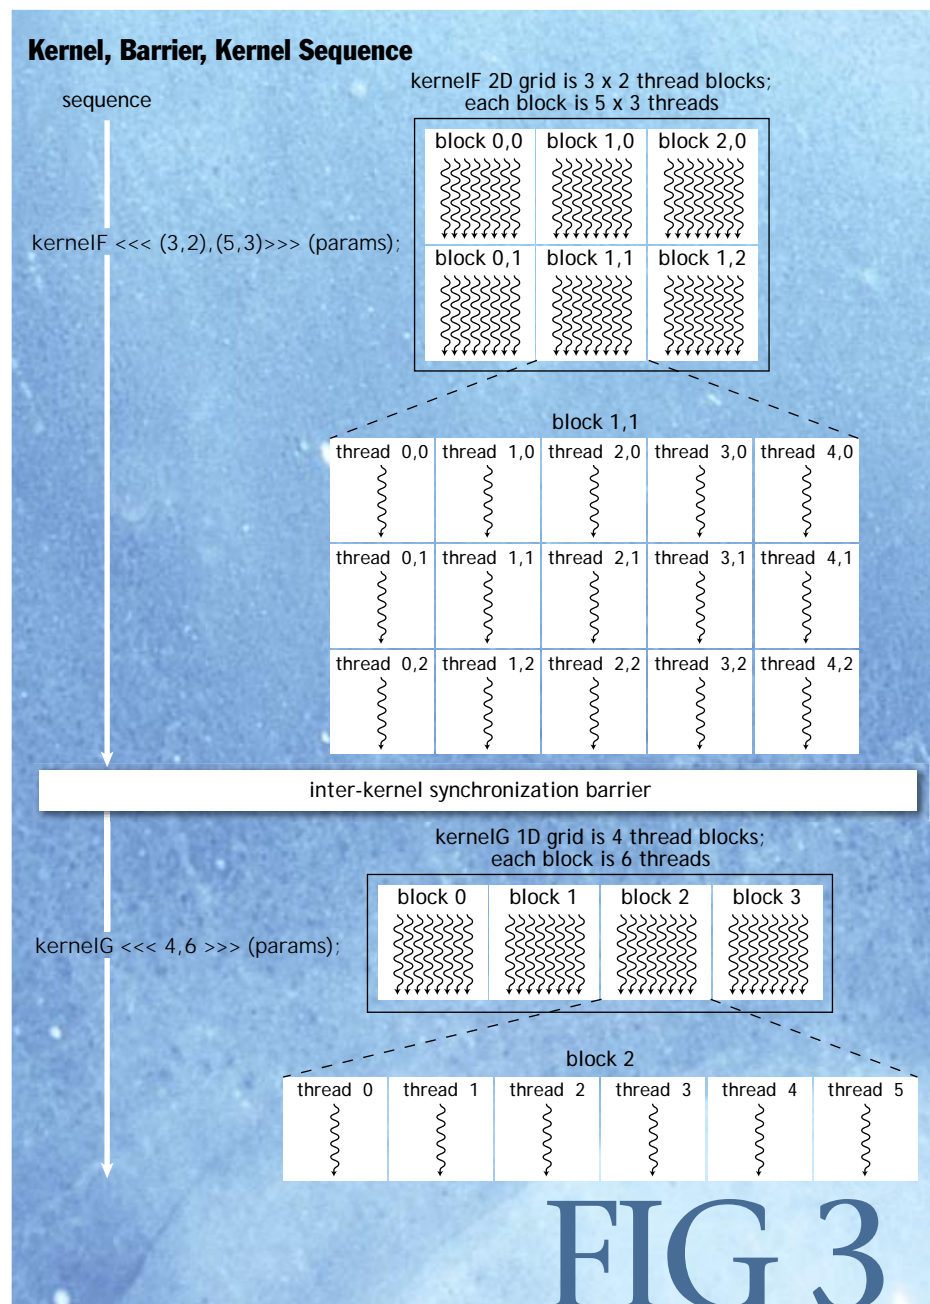 Kernel, Barrier, Kernel Sequence
sequence
kernelF 2D grid is 3 x 2 thread blocks;
each block is 5 x 3 threads
block 0,0 block 1,0 block 2,0
kernelF <<< (3,2),(5,3)>>> (params);
block 0,1 block 1,1 block 1,2
block 1,1
thread 0,0 thread 1,0 thread 2,0 thread 3,0 thread 4,0
thread 0,1 thread 1,1 thread 2,1 thread 3,1 thread 4,1
thread 0,2 thread 1,2 thread 2,2 thread 3,2 thread 4,2
inter-kernel synchronization barrier
kernelG 1D grid is 4 thread blocks;
each block is 6 threads
block 0 block 1 block 2 block 3
kernelG <<< 4,6 >>> (params);
block 2
thread 0 thread 1 thread 2 thread 3 thread 4 thread 5
FIG 3